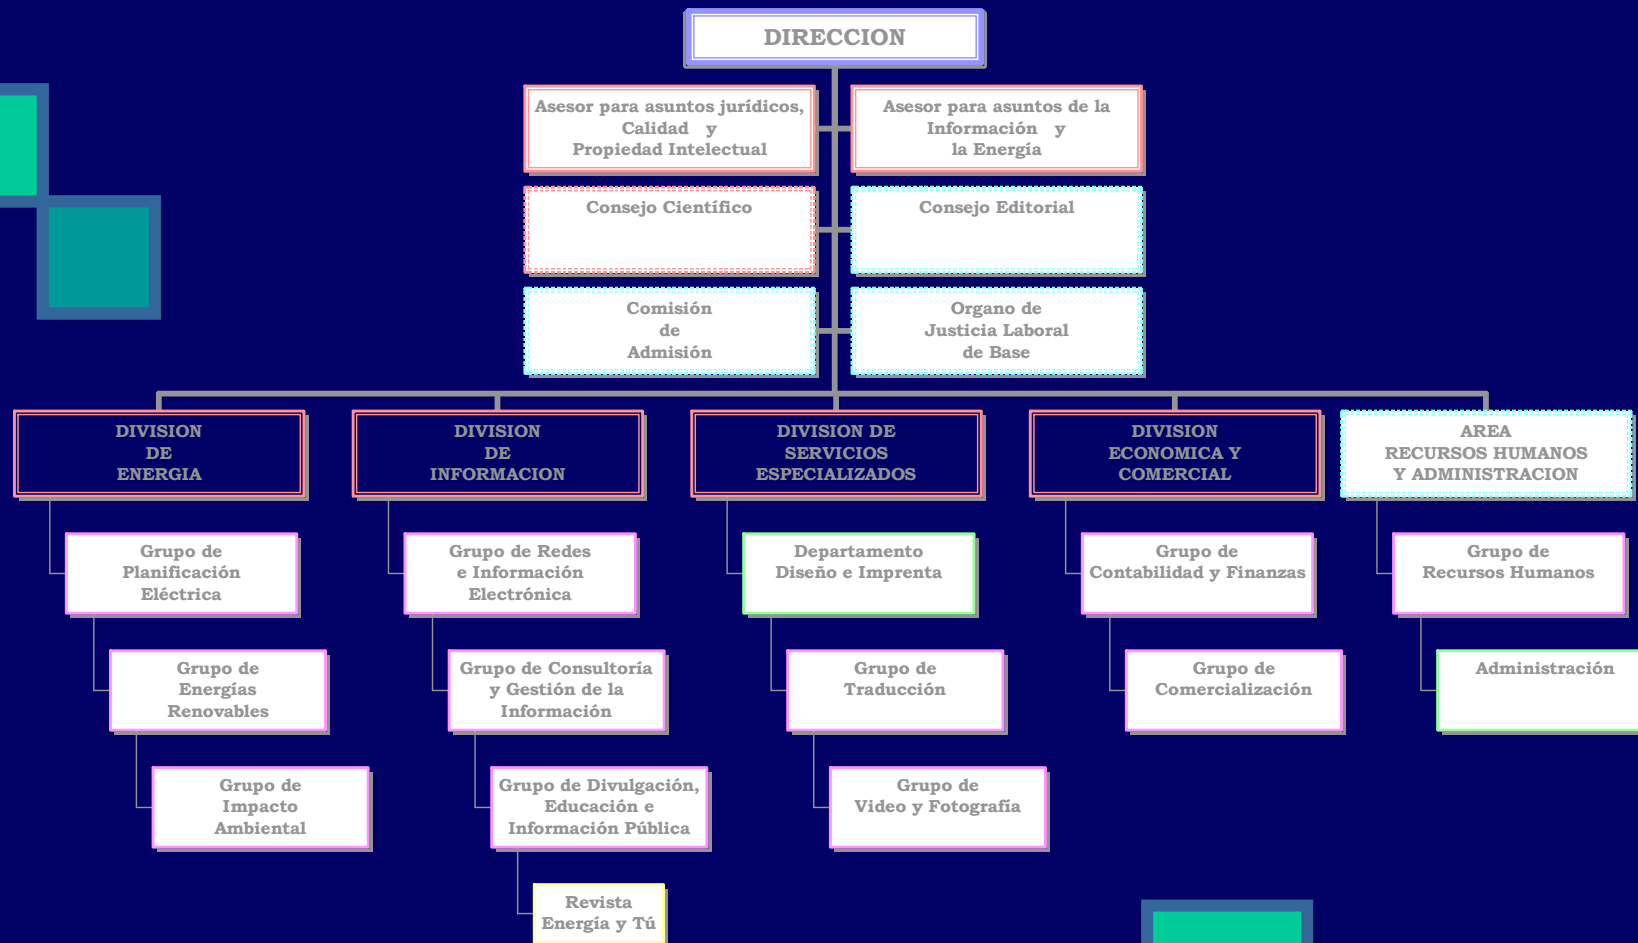 DIRECCION
Asesor para asuntos jurídicos,
Calidad y
Propiedad Intelectual
Asesor para asuntos de la
Información y
la Energía
Consejo Científico
Consejo Editorial
Comisión
de
Admisión
Organo de
Justicia Laboral
de Base
DIVISION
DE
ENERGIA
DIVISION
DE
INFORMACION
DIVISION DE
SERVICIOS
ESPECIALIZADOS
DIVISION
ECONOMICA Y
COMERCIAL
AREA
RECURSOS HUMANOS
Y ADMINISTRACION
Grupo de
Planificación
Eléctrica
Grupo de Redes
e Información
Electrónica
Departamento
Diseño e Imprenta
Grupo de
Contabilidad y Finanzas
Grupo de
Recursos Humanos
Grupo de
Energías
Renovables
Grupo de Consultoría
y Gestión de la
Información
Grupo de
Traducción
Grupo de
Comercialización
Administración
Grupo de
Impacto
Ambiental
Grupo de Divulgación,
Educación e
Información Pública
Grupo de
Video y Fotografía
Revista
Energía y Tú